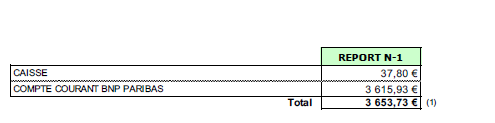 REPORT N-1
CAISSE 37,80 €
COMPTE COURANT BNP PARIBAS 3 615,93 €
Total 3 653,73 € (1)